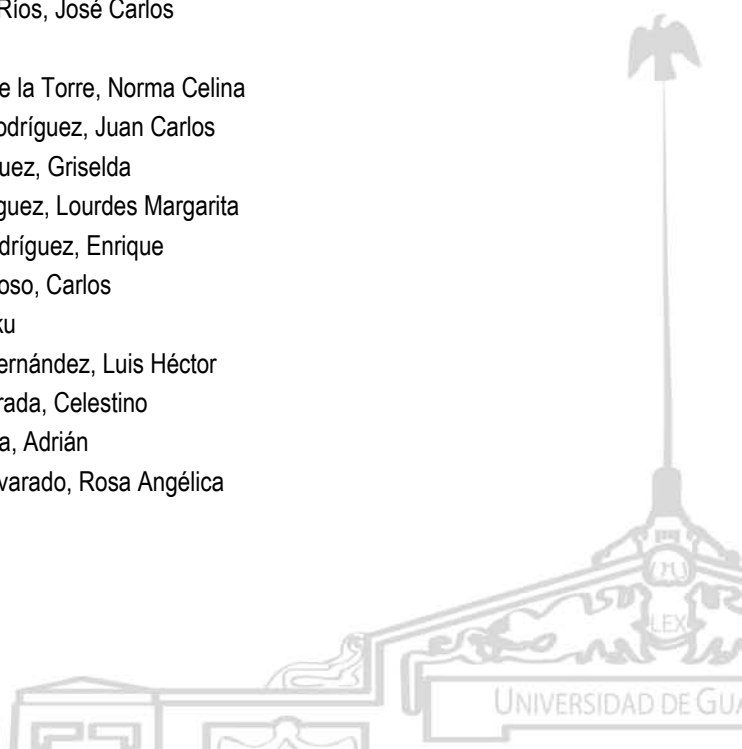 Ríos, José Carlos
e la Torre, Norma Celina
odríguez, Juan Carlos
uez, Griselda
guez, Lourdes Margarita
dríguez, Enrique
oso, Carlos
ku
ernández, Luis Héctor
rada, Celestino
a, Adrián
varado, Rosa Angélica
LEX
UNIVERSIDAD DE GUA